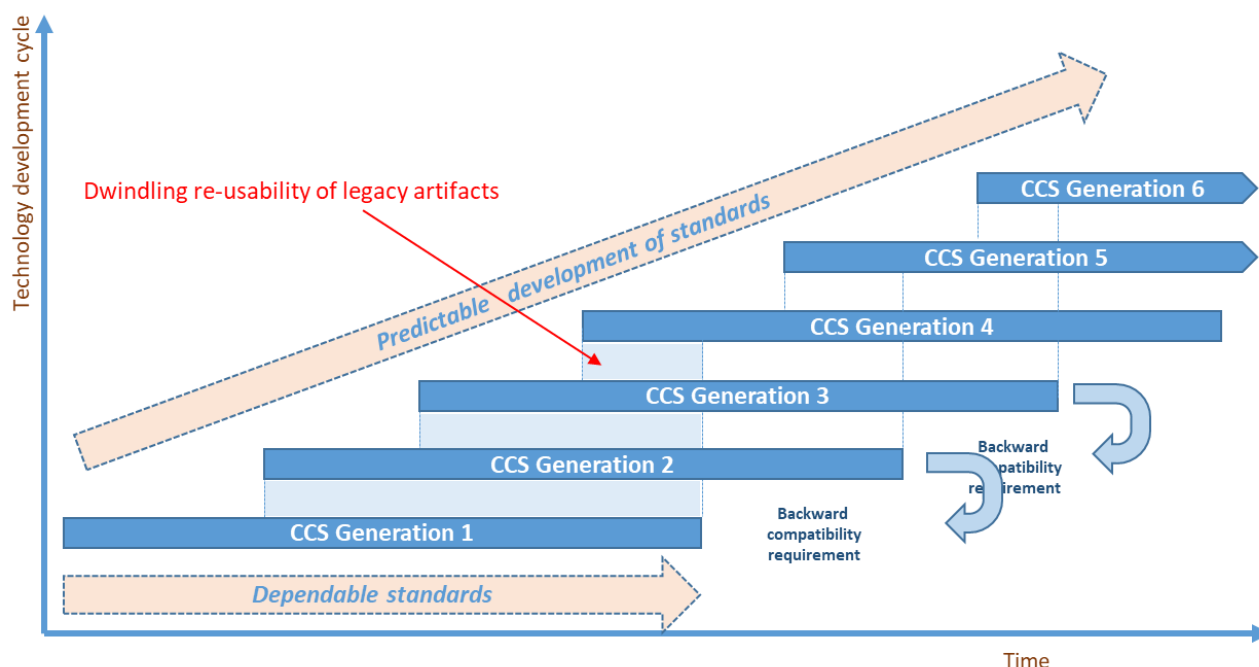 Technology development cycle
Dwindling re-usability of legacy artifacts
Predictable development of standards
CCS Generation 6
CCS Generation 5
CCS Generation 4
CCS Generation 3
Backward
compatibility
requirement
CCS Generation 2
Backward
compatibility
requirement
CCS Generation 1
Dependable standards
Time